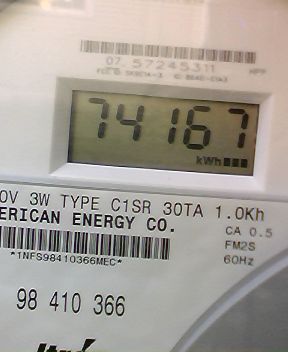 07 57245311
74167
kWh
0V 3W TYPE C1SR 30TA 1.0Kh
ERICAN ENERGY CO.
CA 0.5
FM2S
60Hz
*1NFS98410366MEC*
98 410 366